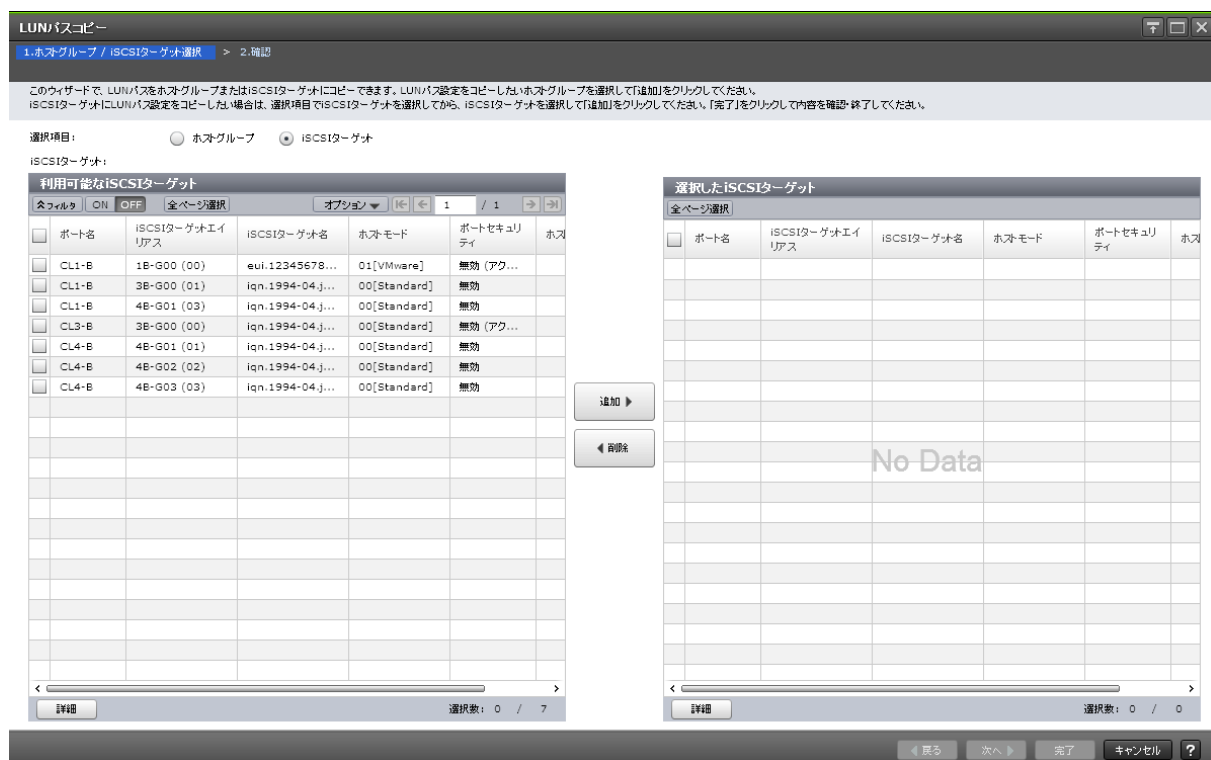 LUNパスコピー
1.ホストグループ / iSCSIターゲット選択 > 2.確認
このウィザードで、LUNパスをホストグループまたはiSCSIターゲットにコピーできます。LUNパス設定をコピーしたいホストグループを選択して「追加」をクリックしてください。
iSCSIターゲットにLUNパス設定をコピーしたい場合は、選択項目でiSCSIターゲットを選択してから、iSCSIターゲットを選択して「追加」をクリックしてください。「完了」をクリックして内容を確認・終了してください。
選択項目: ホストグループ iSCSIターゲット
iSCSIターゲット:
利用可能なiSCSIターゲット
フィルタ ON OFF 全ページ選択 オプション 1 / 1
ポート名 iSCSIターゲットエイリアス iSCSIターゲット名 ホストモード ポートセキュリティ ホス
CL1-B 1B-G00 (00) eui.12345678... 01[VMware] 無効 (アク...
CL1-B 3B-G00 (01) iqn.1994-04.j... 00[Standard] 無効
CL1-B 4B-G01 (03) iqn.1994-04.j... 00[Standard] 無効
CL3-B 3B-G00 (00) iqn.1994-04.j... 00[Standard] 無効 (アク...
CL4-B 4B-G01 (01) iqn.1994-04.j... 00[Standard] 無効
CL4-B 4B-G02 (02) iqn.1994-04.j... 00[Standard] 無効
CL4-B 4B-G03 (03) iqn.1994-04.j... 00[Standard] 無効
詳細 選択数: 0 / 7
追加
削除
選択したiSCSIターゲット
全ページ選択
ポート名 iSCSIターゲットエイリアス iSCSIターゲット名 ホストモード ポートセキュリティ ホス
No Data
詳細 選択数: 0 / 0
戻る 次へ 完了 キャンセル ?